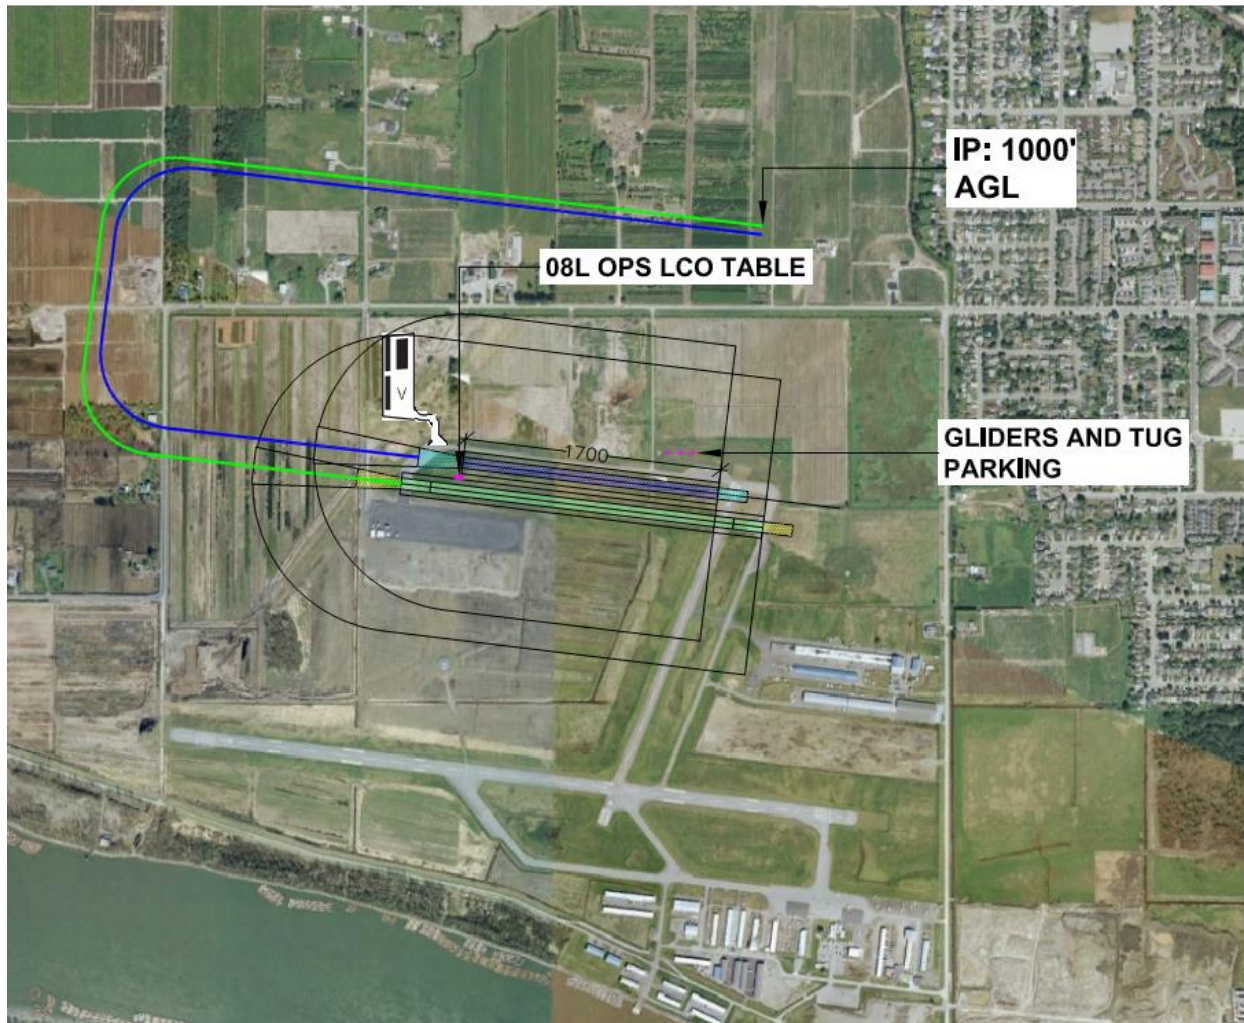 IP: 1000'
AGL
08L OPS LCO TABLE
V
1700
GLIDERS AND TUG
PARKING